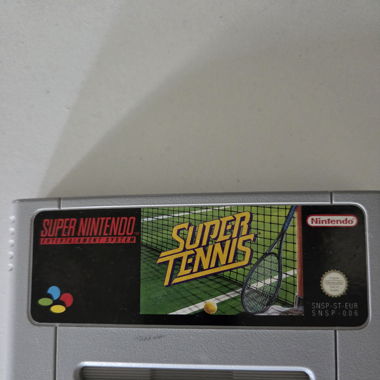 SUPER NINTENDO
ENTERTAINMENT SYSTEM
SUPER
TENNIS
Nintendo
SNSP-ST-EUR
SNSP-006